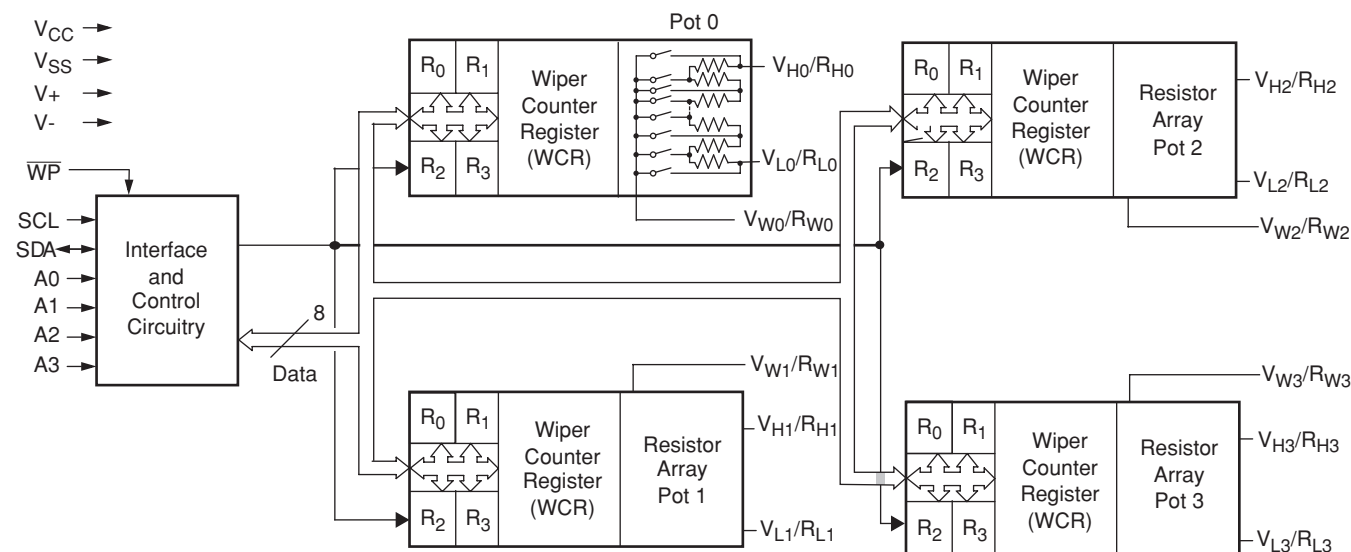 Pot 0
V_CC
V_SS
V+
V-
WP
SCL
SDA
A0
A1
A2
A3
Interface
and
Control
Circuitry
8
Data
R_0 R_1
R_2 R_3
Wiper
Counter
Register
(WCR)
V_H0/R_H0
V_L0/R_L0
V_W0/R_W0
R_0 R_1
R_2 R_3
Wiper
Counter
Register
(WCR)
Resistor
Array
Pot 2
V_H2/R_H2
V_L2/R_L2
V_W2/R_W2
R_0 R_1
R_2 R_3
Wiper
Counter
Register
(WCR)
Resistor
Array
Pot 1
V_W1/R_W1
V_H1/R_H1
V_L1/R_L1
R_0 R_1
R_2 R_3
Wiper
Counter
Register
(WCR)
Resistor
Array
Pot 3
V_W3/R_W3
V_H3/R_H3
V_L3/R_L3